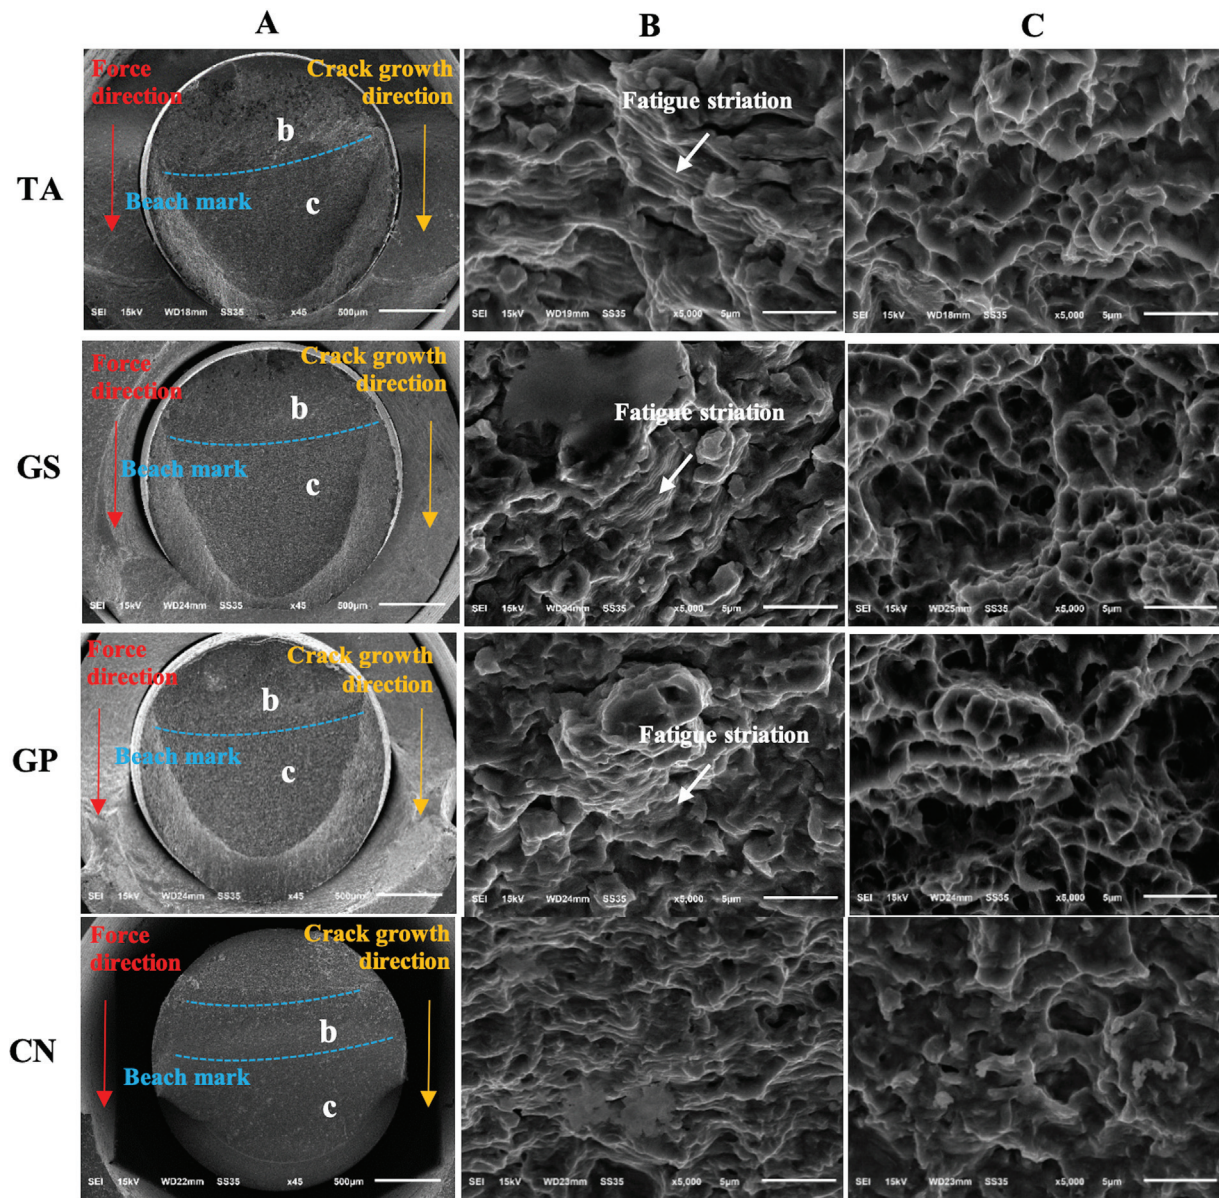 A B C
TA
Force direction
Crack growth direction
b
Beach mark
c
SEI 15kV WD18mm SS35 x45 500µm
Fatigue striation
SEI 15kV WD19mm SS35 x5,000 5µm
SEI 15kV WD18mm SS35 x5,000 5µm
GS
Force direction
Crack growth direction
b
Beach mark
c
SEI 15kV WD24mm SS35 x45 500µm
Fatigue striation
SEI 15kV WD24mm SS35 x5,000 5µm
SEI 15kV WD25mm SS35 x5,000 5µm
GP
Force direction
Crack growth direction
b
Beach mark
c
SEI 15kV WD24mm SS35 x45 500µm
Fatigue striation
SEI 15kV WD24mm SS35 x5,000 5µm
SEI 15kV WD24mm SS35 x5,000 5µm
CN
Force direction
Crack growth direction
b
Beach mark
c
SEI 15kV WD22mm SS35 x45 500µm
SEI 15kV WD23mm SS35 x5,000 5µm
SEI 15kV WD23mm SS35 x5,000 5µm